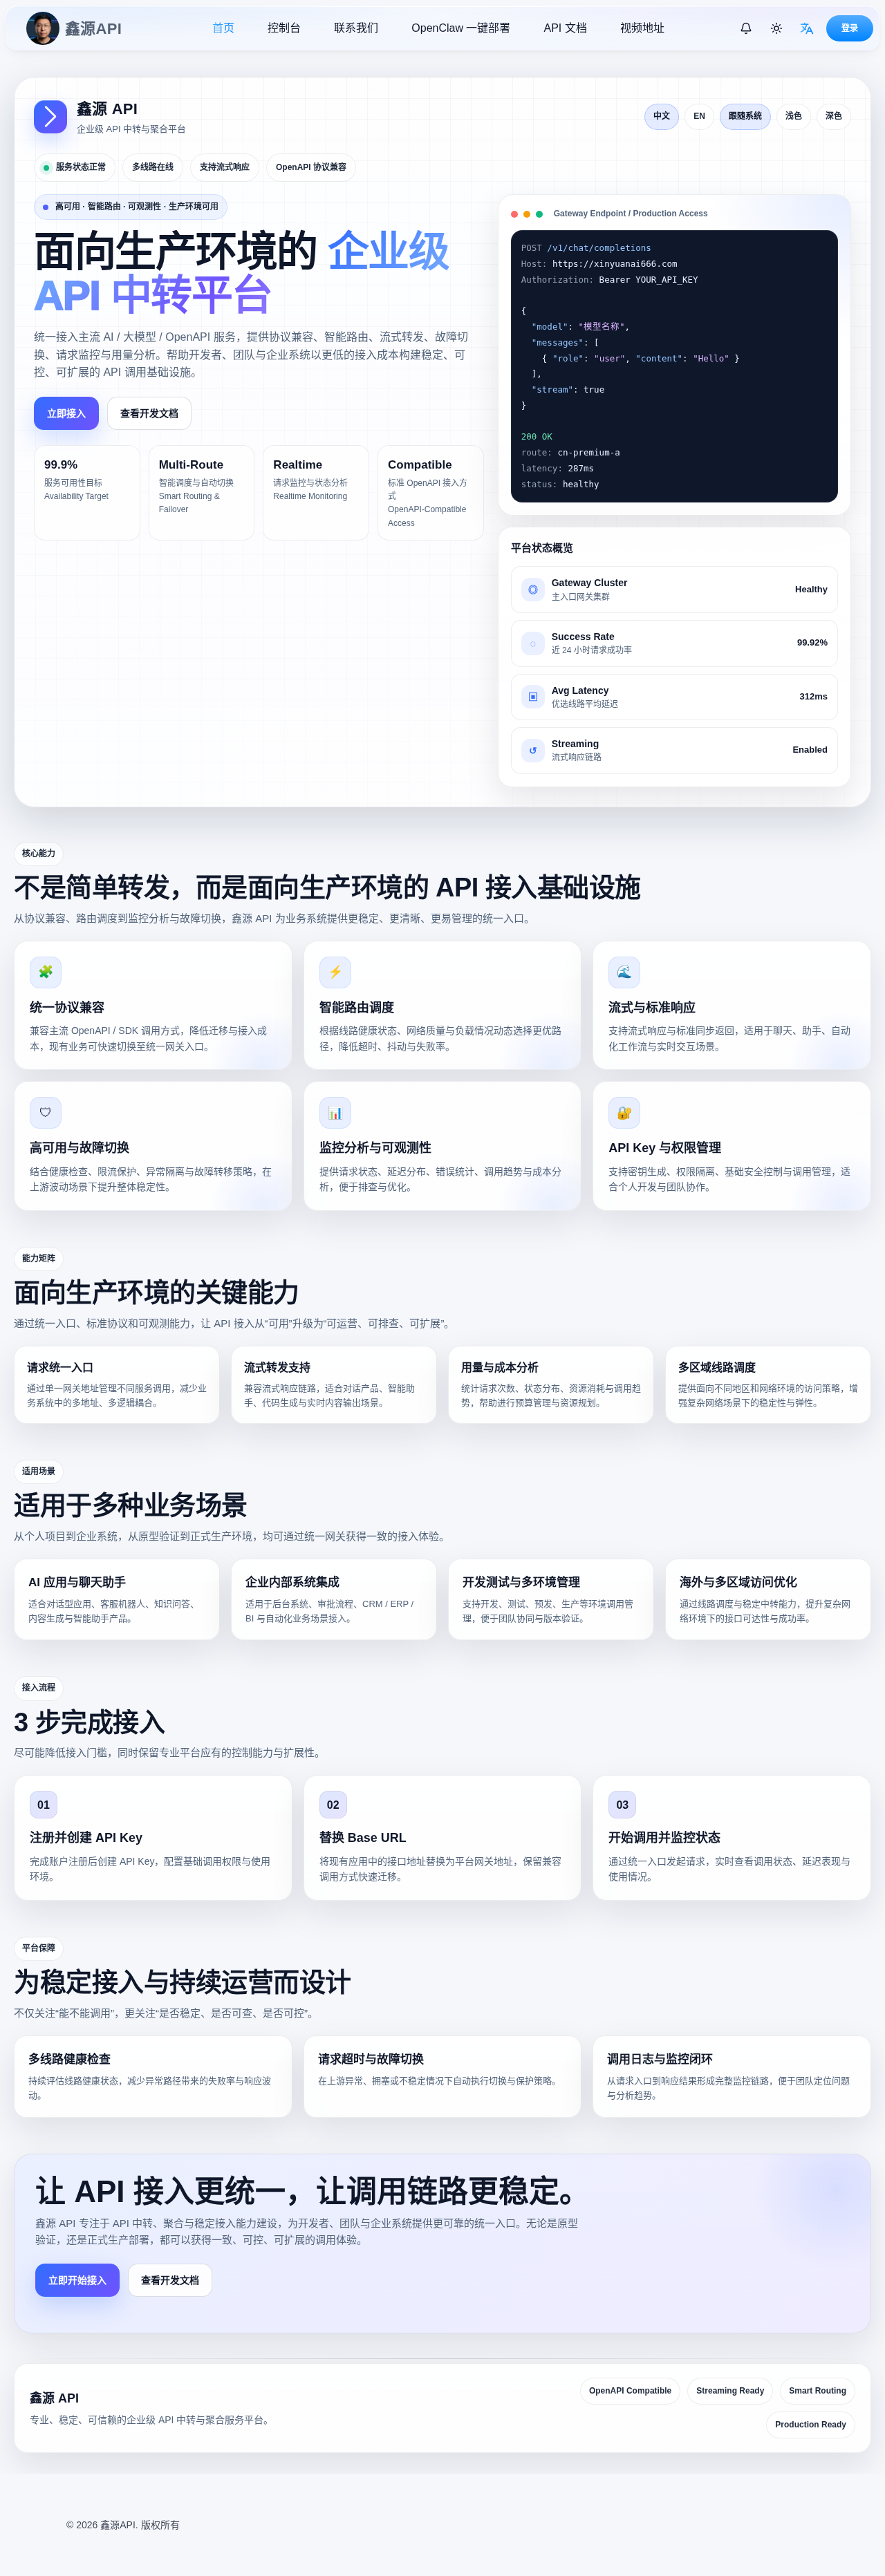 鑫源API
首页
控制台
联系我们
OpenClaw 一键部署
API 文档
视频地址
登录
鑫源 API
企业级 API 中转与聚合平台
中文
EN
跟随系统
浅色
深色
服务状态正常
多线路在线
支持流式响应
OpenAPI 协议兼容
高可用 · 智能路由 · 可观测性 · 生产环境可用
面向生产环境的 企业级
API 中转平台
统一接入主流 AI / 大模型 / OpenAPI 服务，提供协议兼容、智能路由、流式转发、故障切
换、请求监控与用量分析。帮助开发者、团队与企业系统以更低的接入成本构建稳定、可
控、可扩展的 API 调用基础设施。
立即接入
查看开发文档
99.9%
服务可用性目标
Availability Target
Multi-Route
智能调度与自动切换
Smart Routing &
Failover
Realtime
请求监控与状态分析
Realtime Monitoring
Compatible
标准 OpenAPI 接入方
式
OpenAPI-Compatible
Access
Gateway Endpoint / Production Access
POST /v1/chat/completions
Host: https://xinyuanai666.com
Authorization: Bearer YOUR_API_KEY
{
"model": "模型名称",
"messages": [
{ "role": "user", "content": "Hello" }
],
"stream": true
}
200 OK
route: cn-premium-a
latency: 287ms
status: healthy
平台状态概览
Gateway Cluster
主入口网关集群
Healthy
Success Rate
近 24 小时请求成功率
99.92%
Avg Latency
优选线路平均延迟
312ms
Streaming
流式响应链路
Enabled
核心能力
不是简单转发，而是面向生产环境的 API 接入基础设施
从协议兼容、路由调度到监控分析与故障切换，鑫源 API 为业务系统提供更稳定、更清晰、更易管理的统一入口。
统一协议兼容
兼容主流 OpenAPI / SDK 调用方式，降低迁移与接入成
本，现有业务可快速切换至统一网关入口。
智能路由调度
根据线路健康状态、网络质量与负载情况动态选择更优路
径，降低超时、抖动与失败率。
流式与标准响应
支持流式响应与标准同步返回，适用于聊天、助手、自动
化工作流与实时交互场景。
高可用与故障切换
结合健康检查、限流保护、异常隔离与故障转移策略，在
上游波动场景下提升整体稳定性。
监控分析与可观测性
提供请求状态、延迟分布、错误统计、调用趋势与成本分
析，便于排查与优化。
API Key 与权限管理
支持密钥生成、权限隔离、基础安全控制与调用管理，适
合个人开发与团队协作。
能力矩阵
面向生产环境的关键能力
通过统一入口、标准协议和可观测能力，让 API 接入从“可用”升级为“可运营、可排查、可扩展”。
请求统一入口
通过单一网关地址管理不同服务调用，减少业
务系统中的多地址、多逻辑耦合。
流式转发支持
兼容流式响应链路，适合对话产品、智能助
手、代码生成与实时内容输出场景。
用量与成本分析
统计请求次数、状态分布、资源消耗与调用趋
势，帮助进行预算管理与资源规划。
多区域线路调度
提供面向不同地区和网络环境的访问策略，增
强复杂网络场景下的稳定性与弹性。
适用场景
适用于多种业务场景
从个人项目到企业系统，从原型验证到正式生产环境，均可通过统一网关获得一致的接入体验。
AI 应用与聊天助手
适合对话型应用、客服机器人、知识问答、
内容生成与智能助手产品。
企业内部系统集成
适用于后台系统、审批流程、CRM / ERP /
BI 与自动化业务场景接入。
开发测试与多环境管理
支持开发、测试、预发、生产等环境调用管
理，便于团队协同与版本验证。
海外与多区域访问优化
通过线路调度与稳定中转能力，提升复杂网
络环境下的接口可达性与成功率。
接入流程
3 步完成接入
尽可能降低接入门槛，同时保留专业平台应有的控制能力与扩展性。
01
注册并创建 API Key
完成账户注册后创建 API Key，配置基础调用权限与使用
环境。
02
替换 Base URL
将现有应用中的接口地址替换为平台网关地址，保留兼容
调用方式快速迁移。
03
开始调用并监控状态
通过统一入口发起请求，实时查看调用状态、延迟表现与
使用情况。
平台保障
为稳定接入与持续运营而设计
不仅关注“能不能调用”，更关注“是否稳定、是否可查、是否可控”。
多线路健康检查
持续评估线路健康状态，减少异常路径带来的失败率与响应波
动。
请求超时与故障切换
在上游异常、拥塞或不稳定情况下自动执行切换与保护策略。
调用日志与监控闭环
从请求入口到响应结果形成完整监控链路，便于团队定位问题
与分析趋势。
让 API 接入更统一，让调用链路更稳定。
鑫源 API 专注于 API 中转、聚合与稳定接入能力建设，为开发者、团队与企业系统提供更可靠的统一入口。无论是原型
验证，还是正式生产部署，都可以获得一致、可控、可扩展的调用体验。
立即开始接入
查看开发文档
鑫源 API
专业、稳定、可信赖的企业级 API 中转与聚合服务平台。
OpenAPI Compatible
Streaming Ready
Smart Routing
Production Ready
© 2026 鑫源API. 版权所有